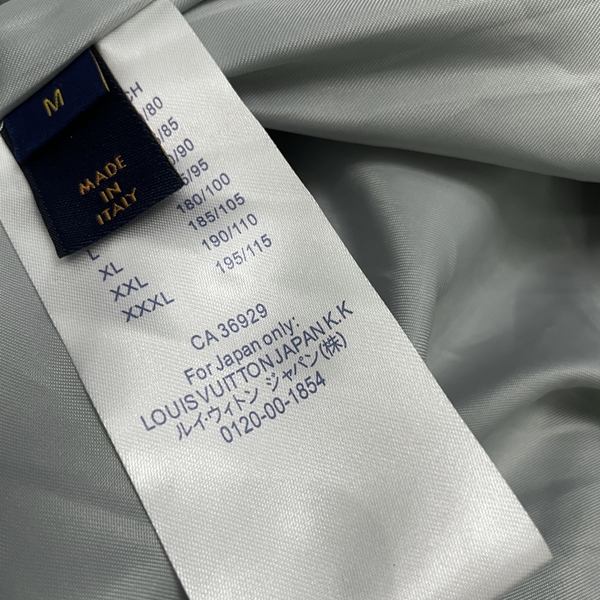 M
MADE
IN
ITALY
CH
/80
/85
/90
/95
180/100
L 185/105
XL 190/110
XXL 195/115
XXXL
CA 36929
For Japan only:
LOUIS VUITTON JAPAN K.K
ルイ・ウィトン ジャパン(株)
0120-00-1854